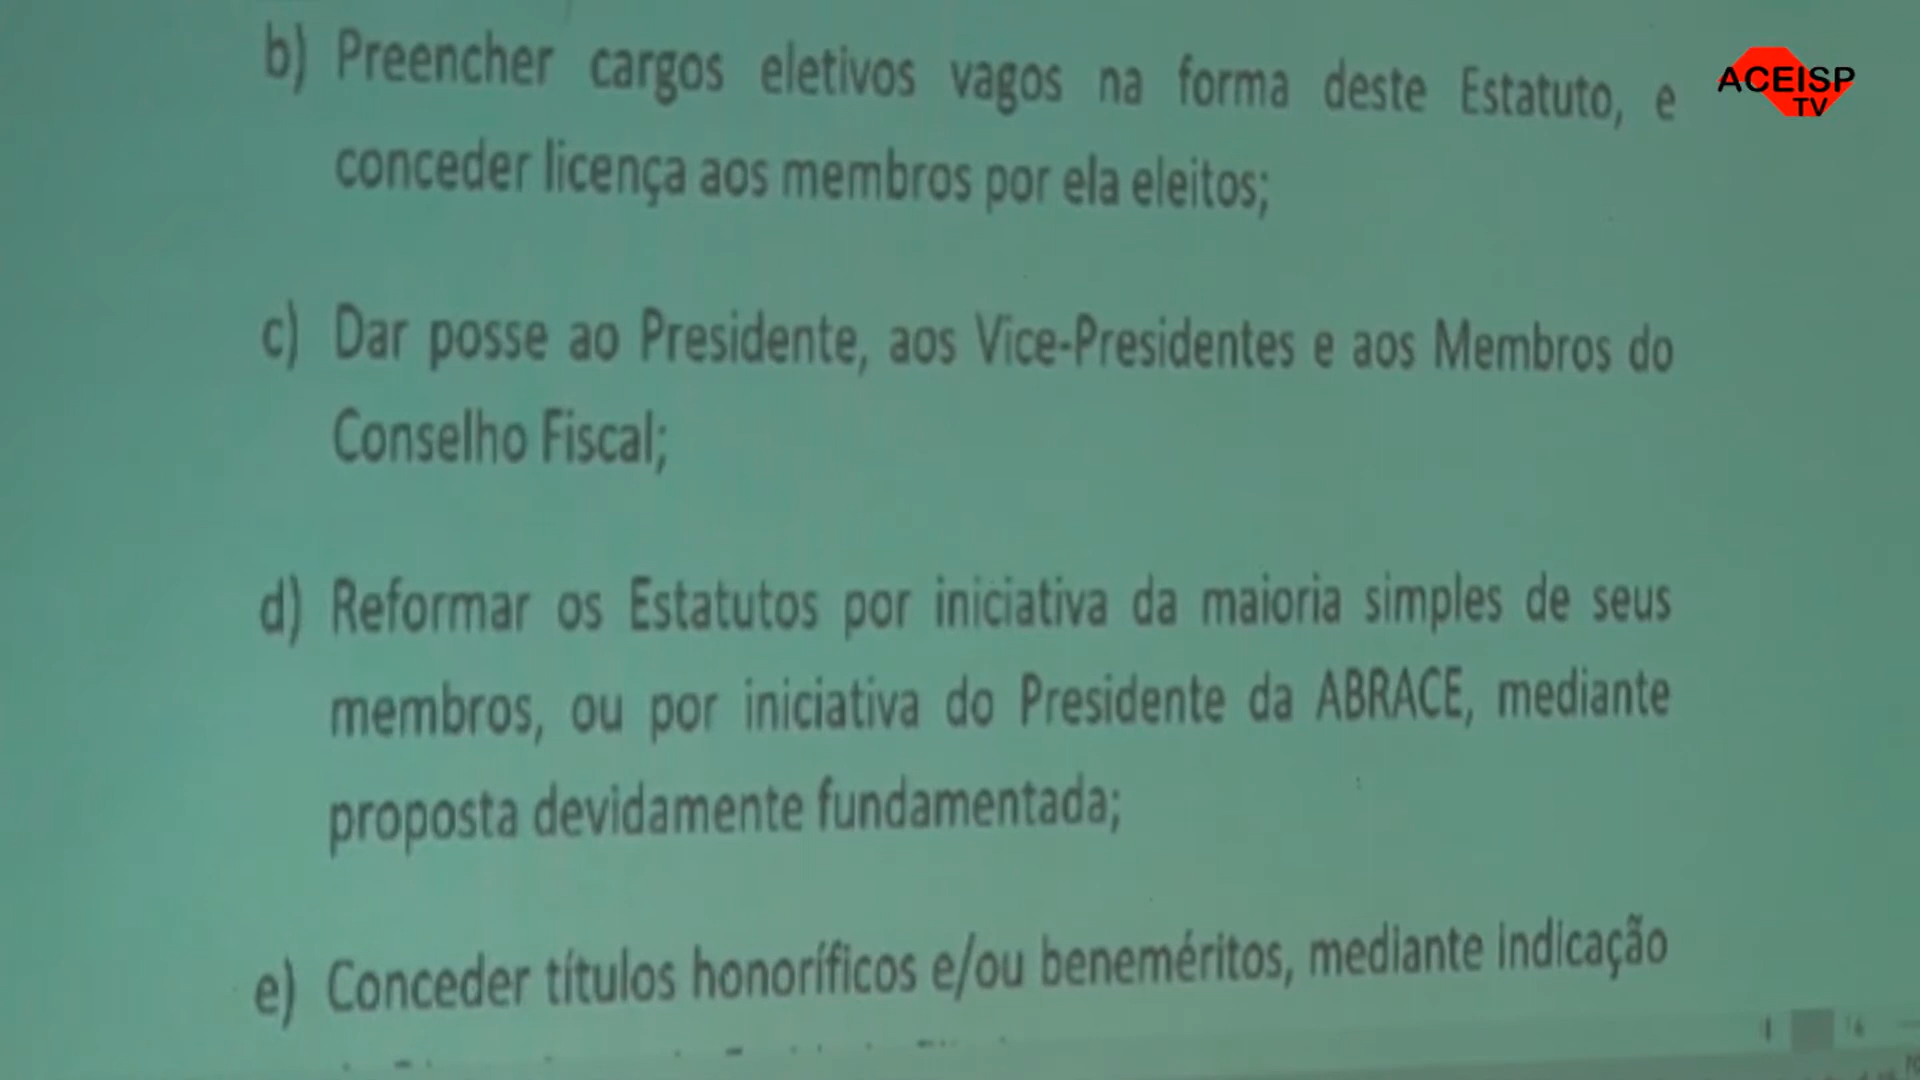 b) Preencher cargos eletivos vagos na forma deste Estatuto, e
conceder licença aos membros por ela eleitos;
c) Dar posse ao Presidente, aos Vice-Presidentes e aos Membros do
Conselho Fiscal;
d) Reformar os Estatutos por iniciativa da maioria simples de seus
membros, ou por iniciativa do Presidente da ABRACE, mediante
proposta devidamente fundamentada;
e) Conceder títulos honoríficos e/ou beneméritos, mediante indicação
ACEISP
TV